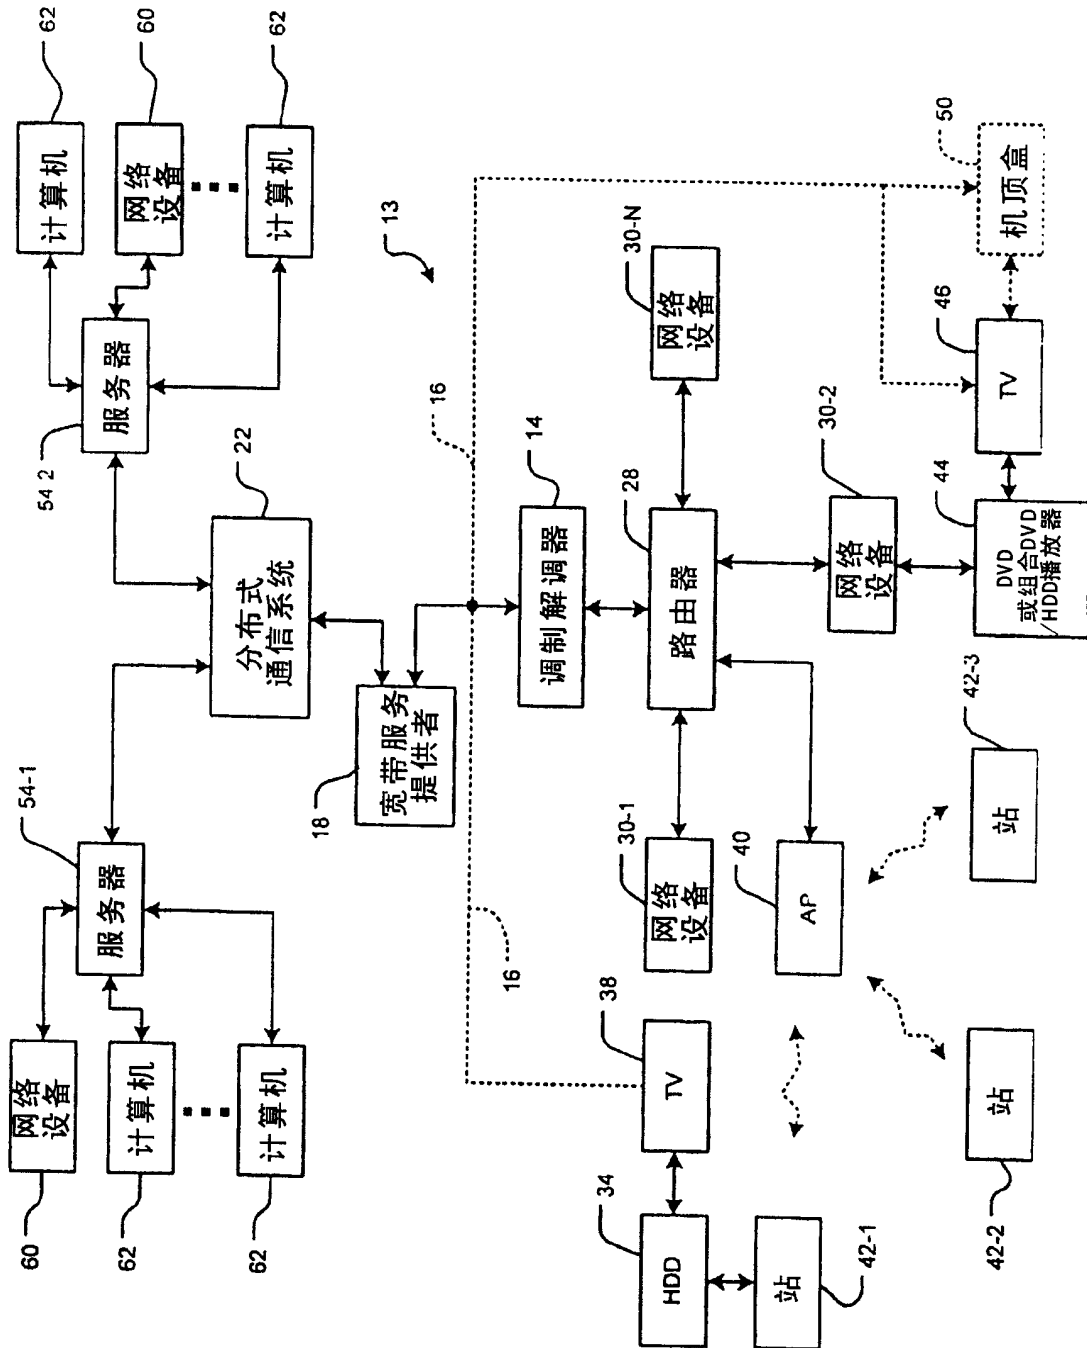 60
网络
设备
54-1
服务器
62
计算机
62
计算机
54 2
服务器
62
计算机
60
网络
设备
62
计算机
22
分布式
通信系统
18
宽带服务
提供者
13
16
16
14
调制解调器
28
路由器
30-1
网络
设备
30-N
网络
设备
34
HDD
38
TV
40
AP
42-1
站
30-2
网络
设备
42-2
站
42-3
站
44
DVD
或组合DVD
/HDD播放器
46
TV
50
机顶盒